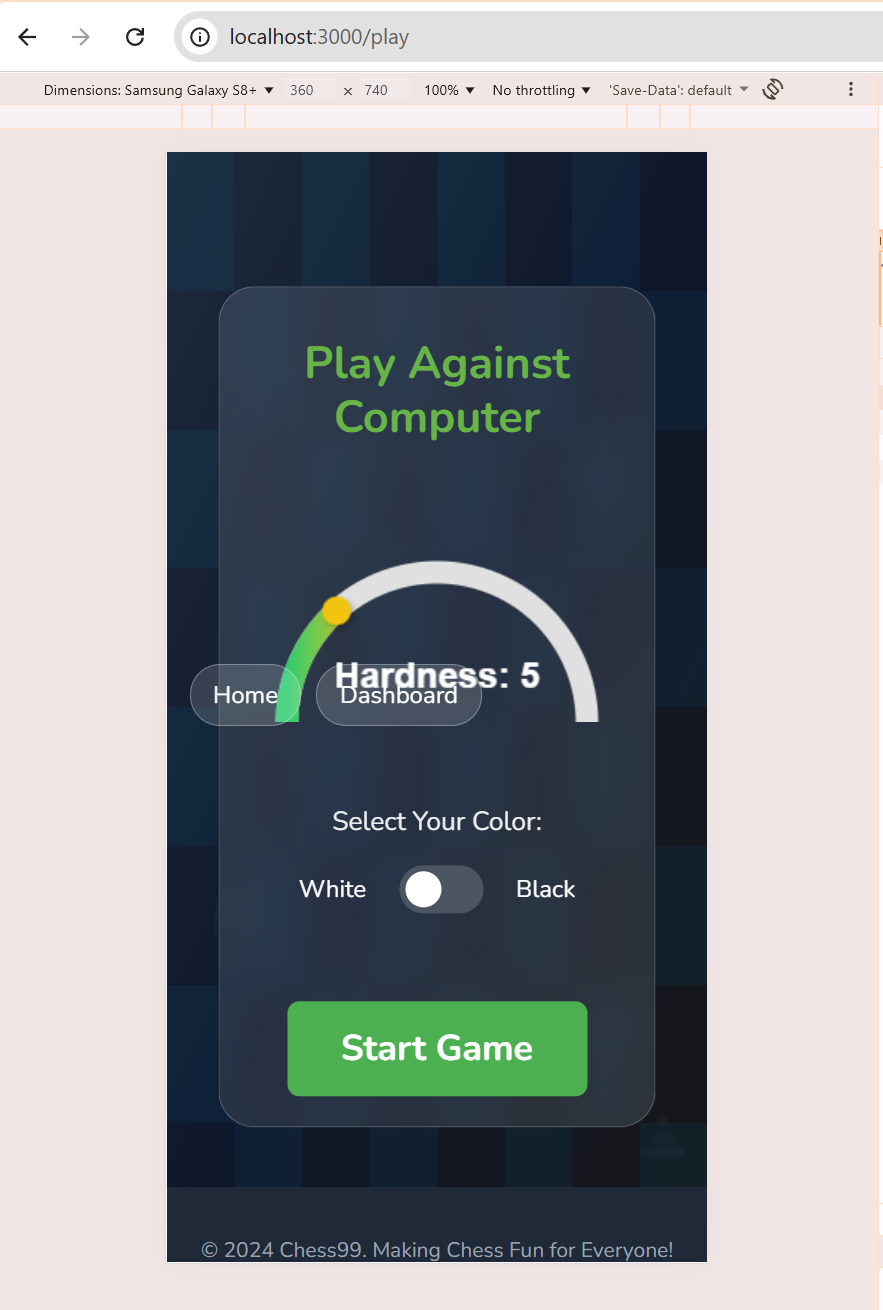 localhost:3000/play
Dimensions: Samsung Galaxy S8+ 360 × 740 100% No throttling 'Save-Data': default
Play Against
Computer
Hardness: 5
Home Dashboard
Select Your Color:
White Black
Start Game
© 2024 Chess99. Making Chess Fun for Everyone!